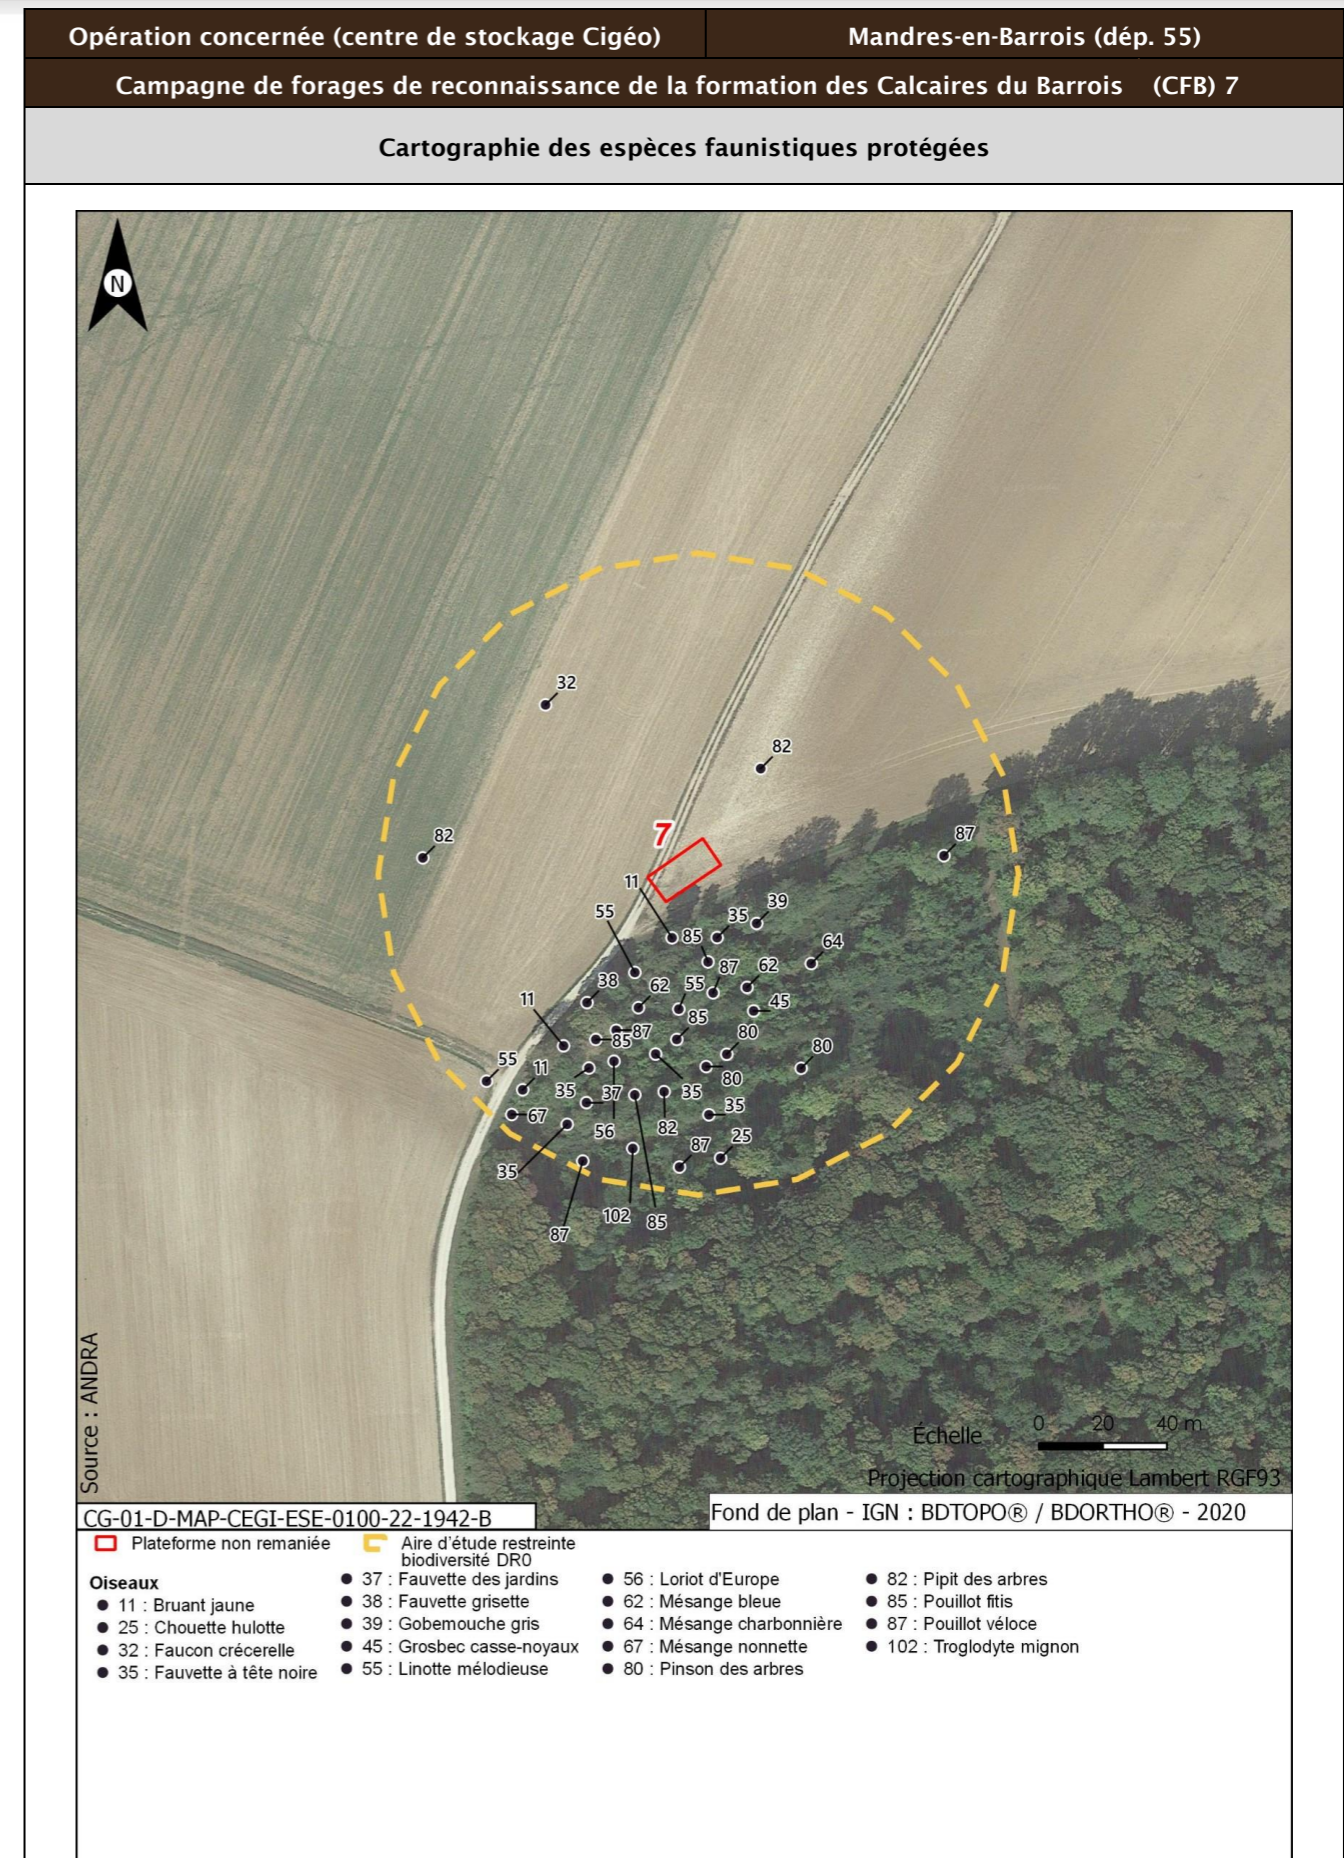 Opération concernée (centre de stockage Cigéo)
Mandres-en-Barrois (dép. 55)
Campagne de forages de reconnaissance de la formation des Calcaires du Barrois (CFB) 7
Cartographie des espèces faunistiques protégées
N
32
82
82
87
7
11
55
35
39
85
64
87
62
38
62
55
45
11
87
85
85
80
80
55
11
35
37
35
80
67
56
82
35
87
25
35
102
85
87
Source : ANDRA
Échelle
0 20 40 m
Projection cartographique Lambert RGF93
CG-01-D-MAP-CEGI-ESE-0100-22-1942-B
Fond de plan - IGN : BDTOPO® / BDORTHO® - 2020
Plateforme non remaniée
Aire d'étude restreinte
biodiversité DR0
Oiseaux
11 : Bruant jaune
25 : Chouette hulotte
32 : Faucon crécerelle
35 : Fauvette à tête noire
37 : Fauvette des jardins
38 : Fauvette grisette
39 : Gobemouche gris
45 : Grosbec casse-noyaux
55 : Linotte mélodieuse
56 : Loriot d'Europe
62 : Mésange bleue
64 : Mésange charbonnière
67 : Mésange nonnette
80 : Pinson des arbres
82 : Pipit des arbres
85 : Pouillot fitis
87 : Pouillot véloce
102 : Troglodyte mignon